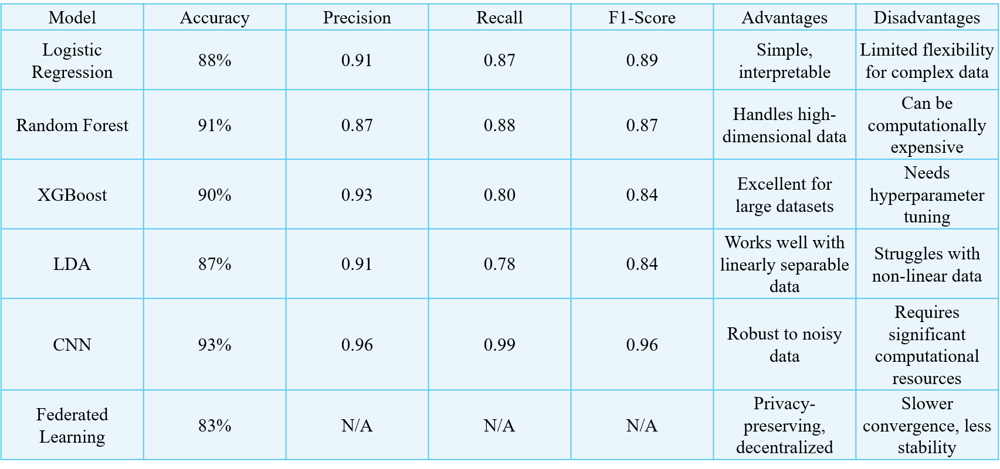 Model Accuracy Precision Recall F1-Score Advantages Disadvantages
Logistic
Regression
88%
0.91
0.87
0.89
Simple,
interpretable
Limited flexibility
for complex data
Random Forest
91%
0.87
0.88
0.87
Handles high-
dimensional data
Can be
computationally
expensive
XGBoost
90%
0.93
0.80
0.84
Excellent for
large datasets
Needs
hyperparameter
tuning
LDA
87%
0.91
0.78
0.84
Works well with
linearly separable
data
Struggles with
non-linear data
CNN
93%
0.96
0.99
0.96
Robust to noisy
data
Requires
significant
computational
resources
Federated
Learning
83%
N/A
N/A
N/A
Privacy-
preserving,
decentralized
Slower
convergence, less
stability